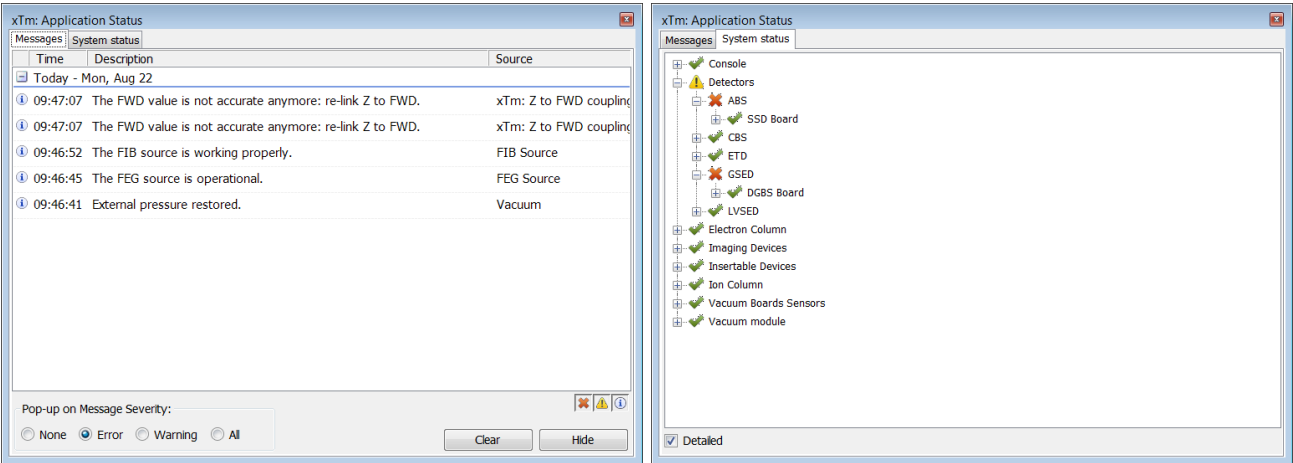 xTm: Application Status
Messages System status
Time Description Source
Today - Mon, Aug 22
09:47:07 The FWD value is not accurate anymore: re-link Z to FWD. xTm: Z to FWD coupling
09:47:07 The FWD value is not accurate anymore: re-link Z to FWD. xTm: Z to FWD coupling
09:46:52 The FIB source is working properly. FIB Source
09:46:45 The FEG source is operational. FEG Source
09:46:41 External pressure restored. Vacuum
Pop-up on Message Severity:
None Error Warning All
Clear Hide
xTm: Application Status
Messages System status
Console
Detectors
ABS
SSD Board
CBS
ETD
GSED
DGBS Board
LVSED
Electron Column
Imaging Devices
Insertable Devices
Ion Column
Vacuum Boards Sensors
Vacuum module
Detailed